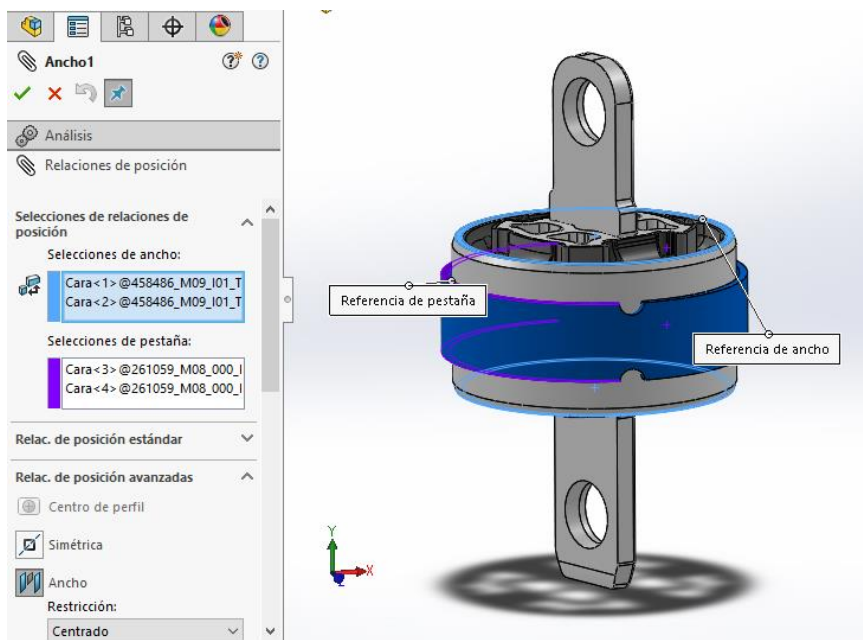 Ancho1
Análisis
Relaciones de posición
Selecciones de relaciones de
posición
Selecciones de ancho:
Cara<1>@458486_M09_I01_T
Cara<2>@458486_M09_I01_T
Selecciones de pestaña:
Cara<3>@261059_M08_000_I
Cara<4>@261059_M08_000_I
Relac. de posición estándar
Relac. de posición avanzadas
Centro de perfil
Simétrica
Ancho
Restricción:
Centrado
Referencia de pestaña
Referencia de ancho
Y
X